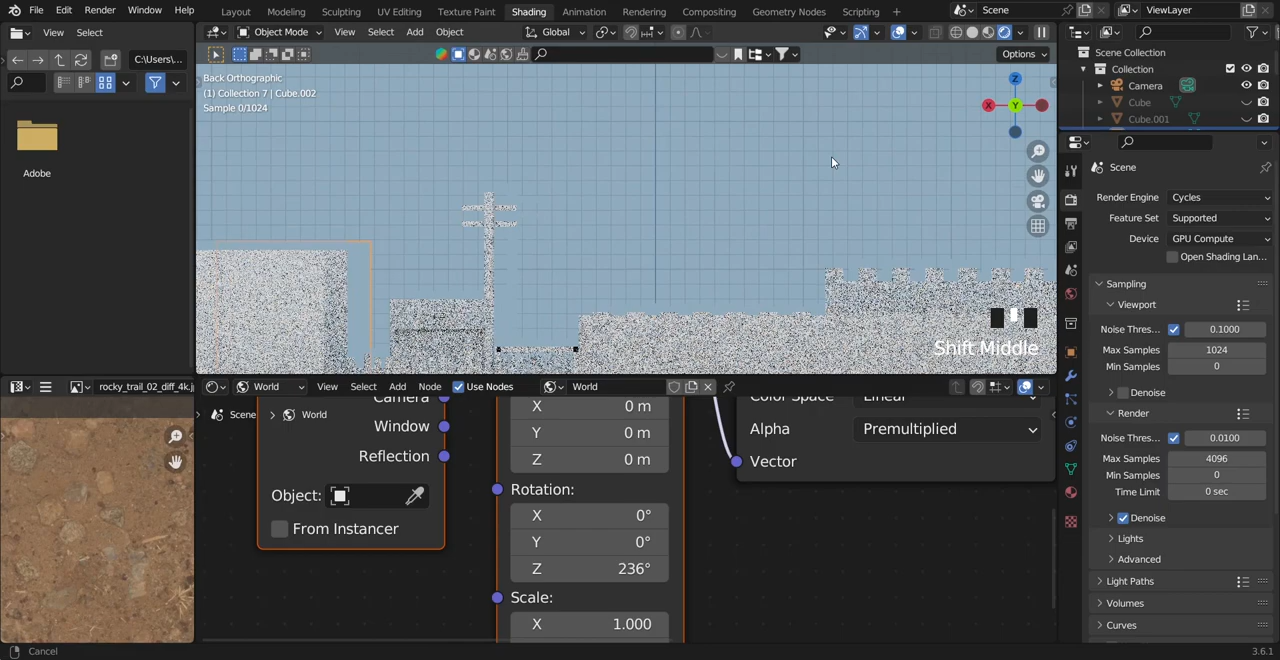 File Edit Render Window Help Layout Modeling Sculpting UV Editing Texture Paint Shading Animation Rendering Compositing Geometry Nodes Scripting + Scene ViewLayer
View Select Object Mode View Select Add Object Global
C:\Users\... Options
Back Orthographic
(1) Collection 7 | Cube.002
Sample 0/1024
Z
X Y
Adobe
Shift Middle
Scene Collection
Collection
Camera
Cube
Cube.001
Scene
Render Engine Cycles
Feature Set Supported
Device GPU Compute
Open Shading Lan...
Sampling
Viewport
Noise Thres... 0.1000
Max Samples 1024
Min Samples 0
Denoise
Render
Noise Thres... 0.0100
Max Samples 4096
Min Samples 0
Time Limit 0 sec
Denoise
Lights
Advanced
Light Paths
Volumes
Curves
rocky_trail_02_diff_4k.j World View Select Add Node Use Nodes World
Scene World
Camera
Window
Reflection
Object:
From Instancer
X 0 m
Y 0 m
Z 0 m
Rotation:
X 0°
Y 0°
Z 236°
Scale:
X 1.000
Color Space Linear
Alpha Premultiplied
Vector
Cancel 3.6.1